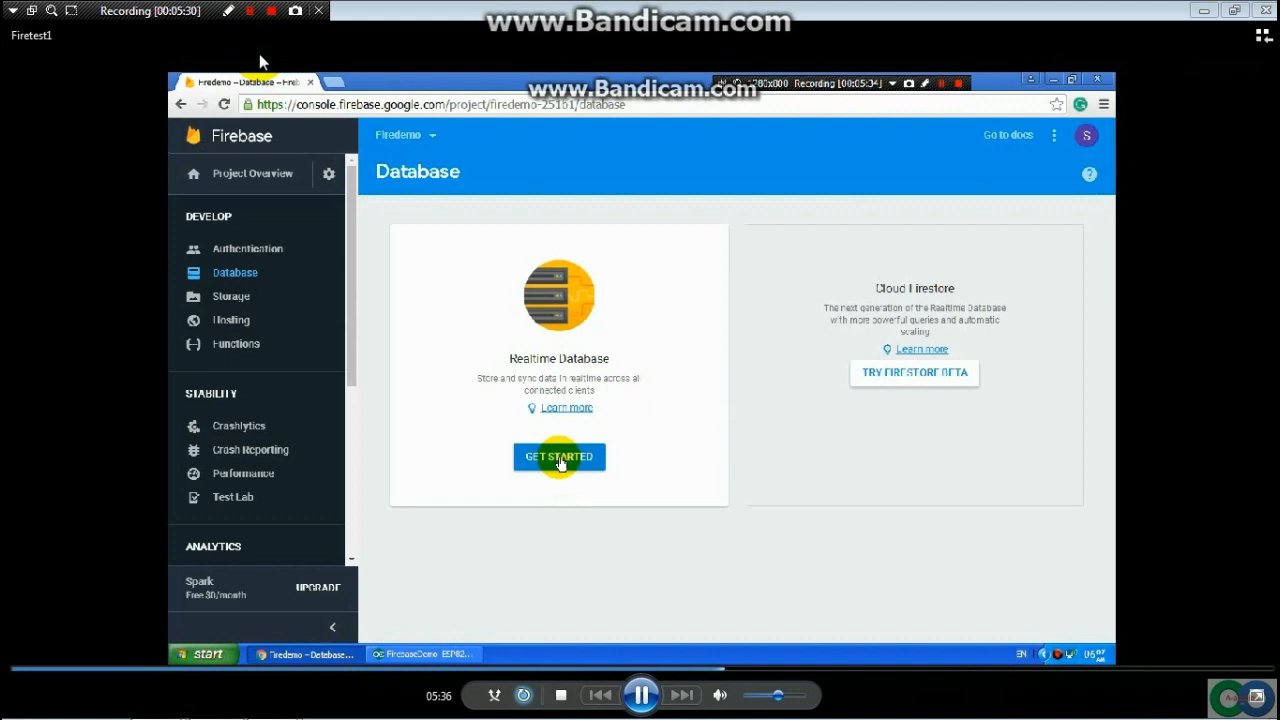 Recording [00:05:30]
www.Bandicam.com
Firetest1
Firedemo – Database – Fireb
www.Bandicam.com
Recording [00:05:34]
https://console.firebase.google.com/project/firedemo-251b1/database
Firebase
Firedemo
Go to docs
S
Project Overview
Database
?
DEVELOP
Authentication
Database
Storage
Hosting
Functions
Realtime Database
Store and sync data in realtime across all
connected clients
Learn more
GET STARTED
Cloud Firestore
The next generation of the Realtime Database
with more powerful queries and automatic
scaling
Learn more
TRY FIRESTORE BETA
STABILITY
Crashlytics
Crash Reporting
Performance
Test Lab
ANALYTICS
Spark
Free $0/month
UPGRADE
start
Firedemo – Database...
FirebaseDemo_ESP82...
EN
05:36